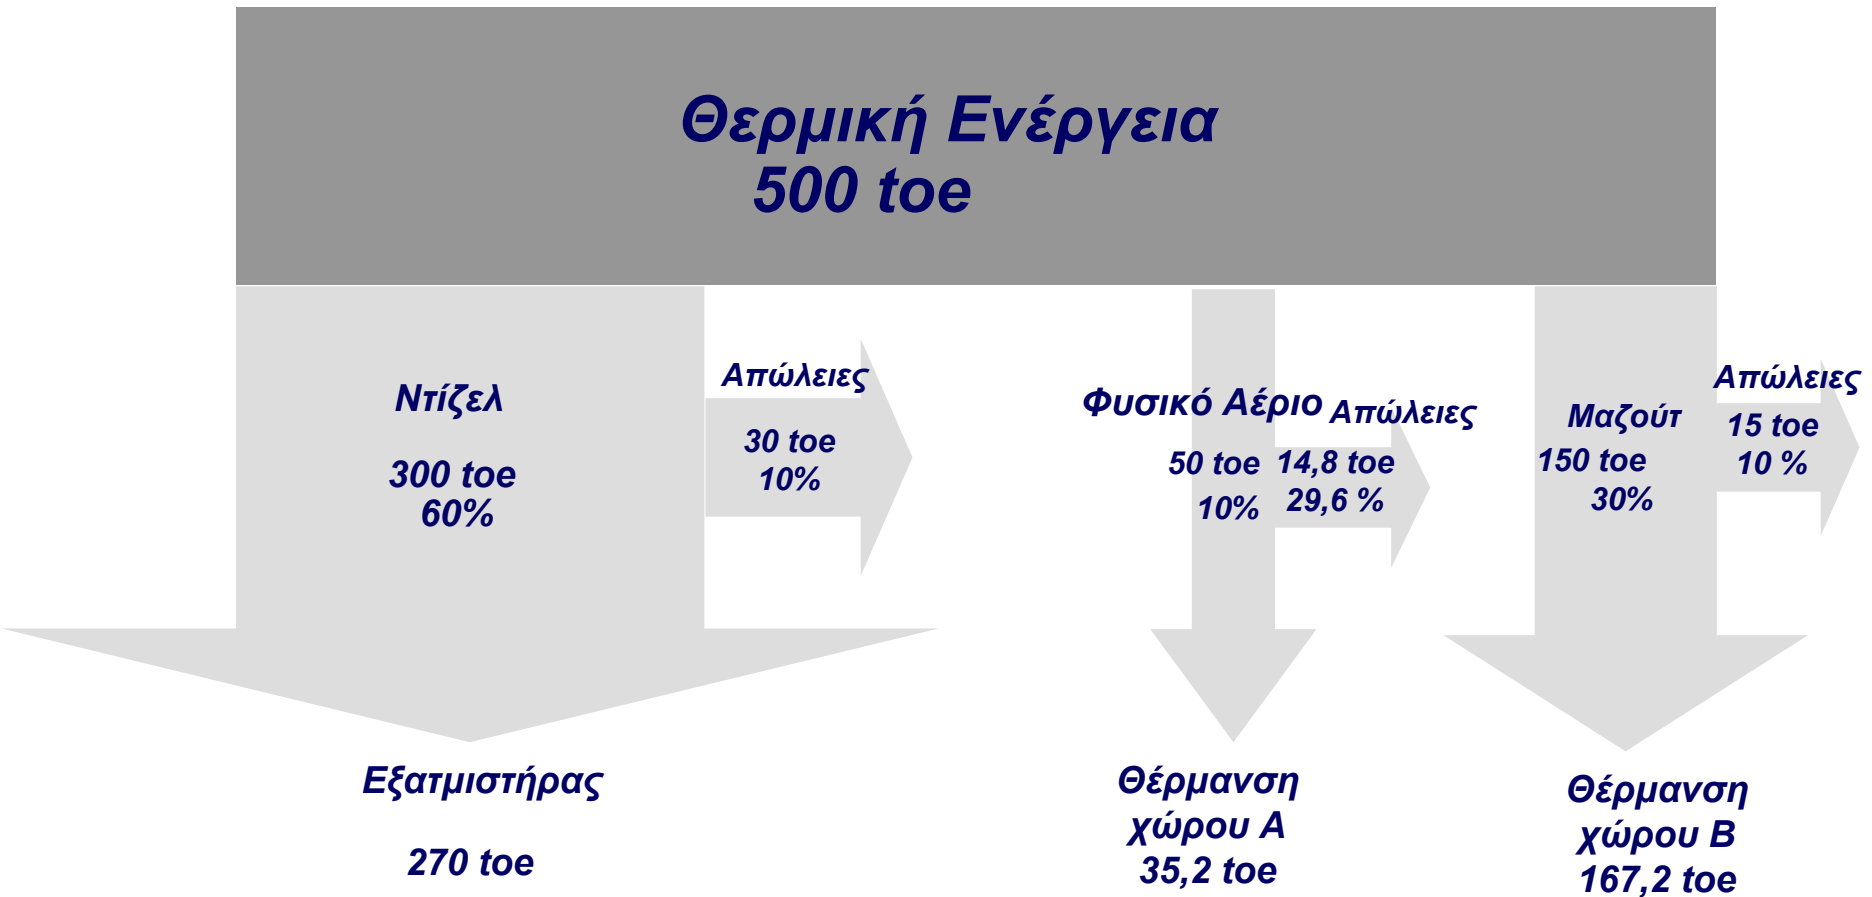 Θερμική Ενέργεια
500 toe
Ντίζελ
300 toe
60%
Απώλειες
30 toe
10%
Φυσικό Αέριο
50 toe
10%
Απώλειες
14,8 toe
29,6 %
Μαζούτ
150 toe
30%
Απώλειες
15 toe
10 %
Εξατμιστήρας
270 toe
Θέρμανση
χώρου Α
35,2 toe
Θέρμανση
χώρου Β
167,2 toe